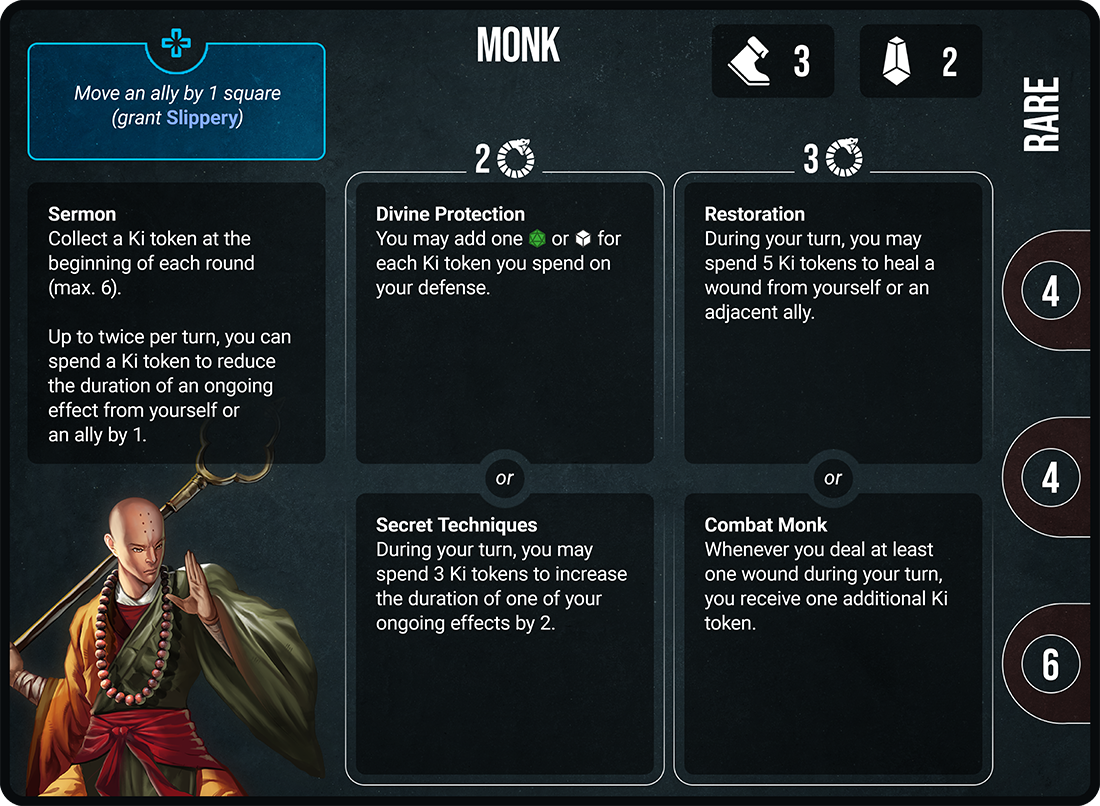 MONK
3
2
RARE
Move an ally by 1 square
(grant Slippery)
Sermon
Collect a Ki token at the
beginning of each round
(max. 6).
Up to twice per turn, you can
spend a Ki token to reduce
the duration of an ongoing
effect from yourself or
an ally by 1.
2
Divine Protection
You may add one or for
each Ki token you spend on
your defense.
or
Secret Techniques
During your turn, you may
spend 3 Ki tokens to increase
the duration of one of your
ongoing effects by 2.
3
Restoration
During your turn, you may
spend 5 Ki tokens to heal a
wound from yourself or an
adjacent ally.
or
Combat Monk
Whenever you deal at least
one wound during your turn,
you receive one additional Ki
token.
4
4
6